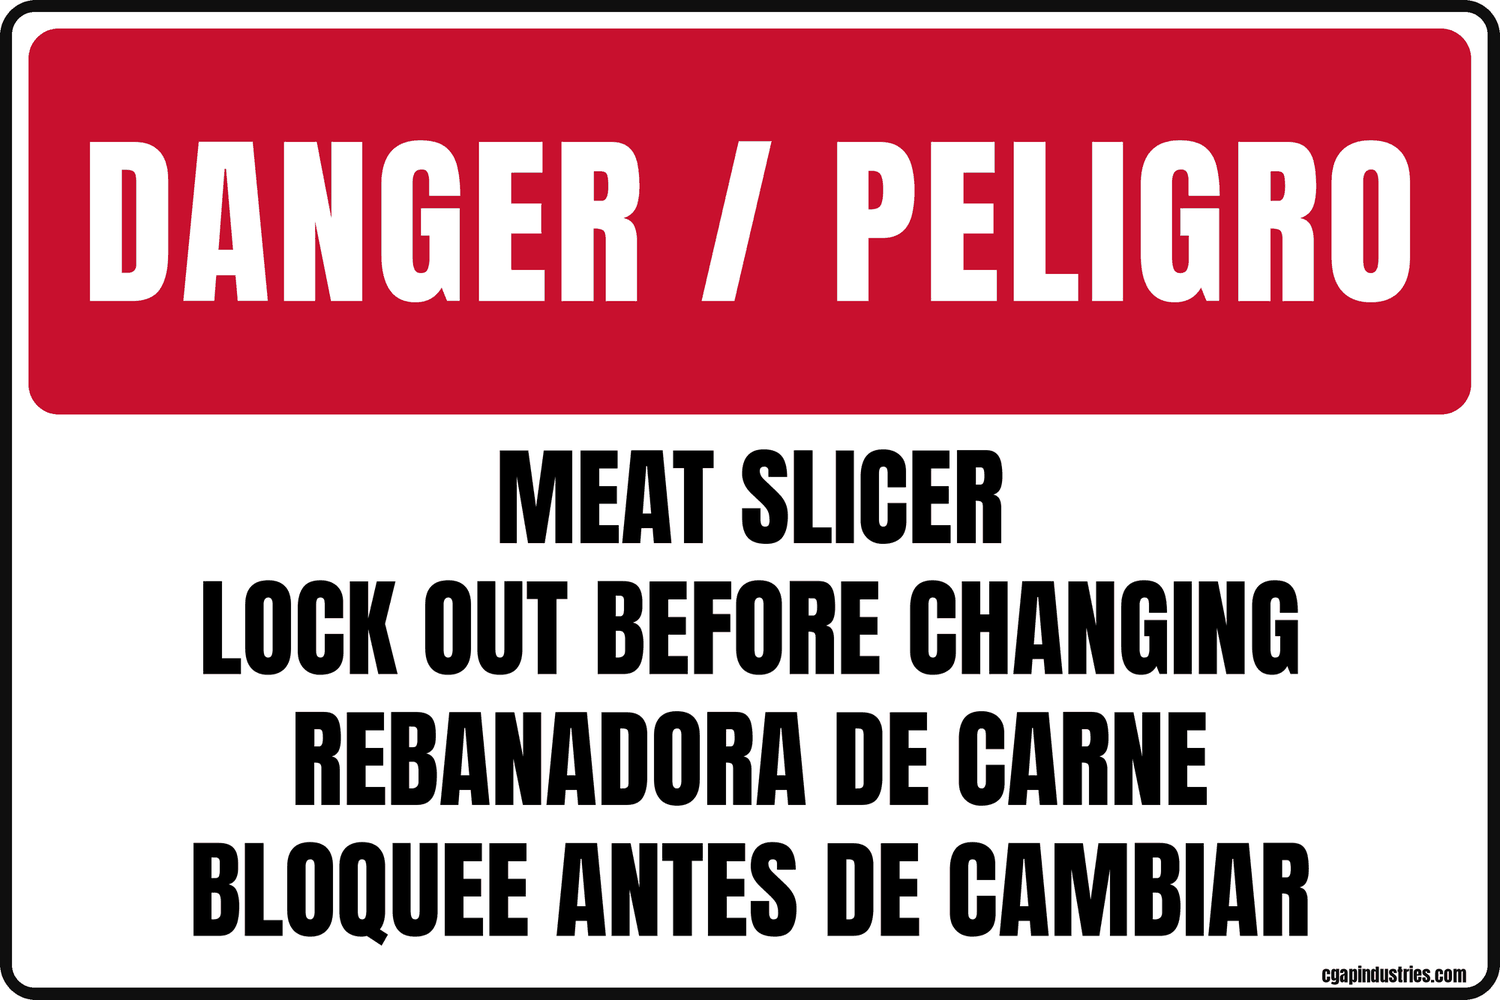 DANGER / PELIGRO
MEAT SLICER
LOCK OUT BEFORE CHANGING
REBANADORA DE CARNE
BLOQUEE ANTES DE CAMBIAR
cgapindustries.com